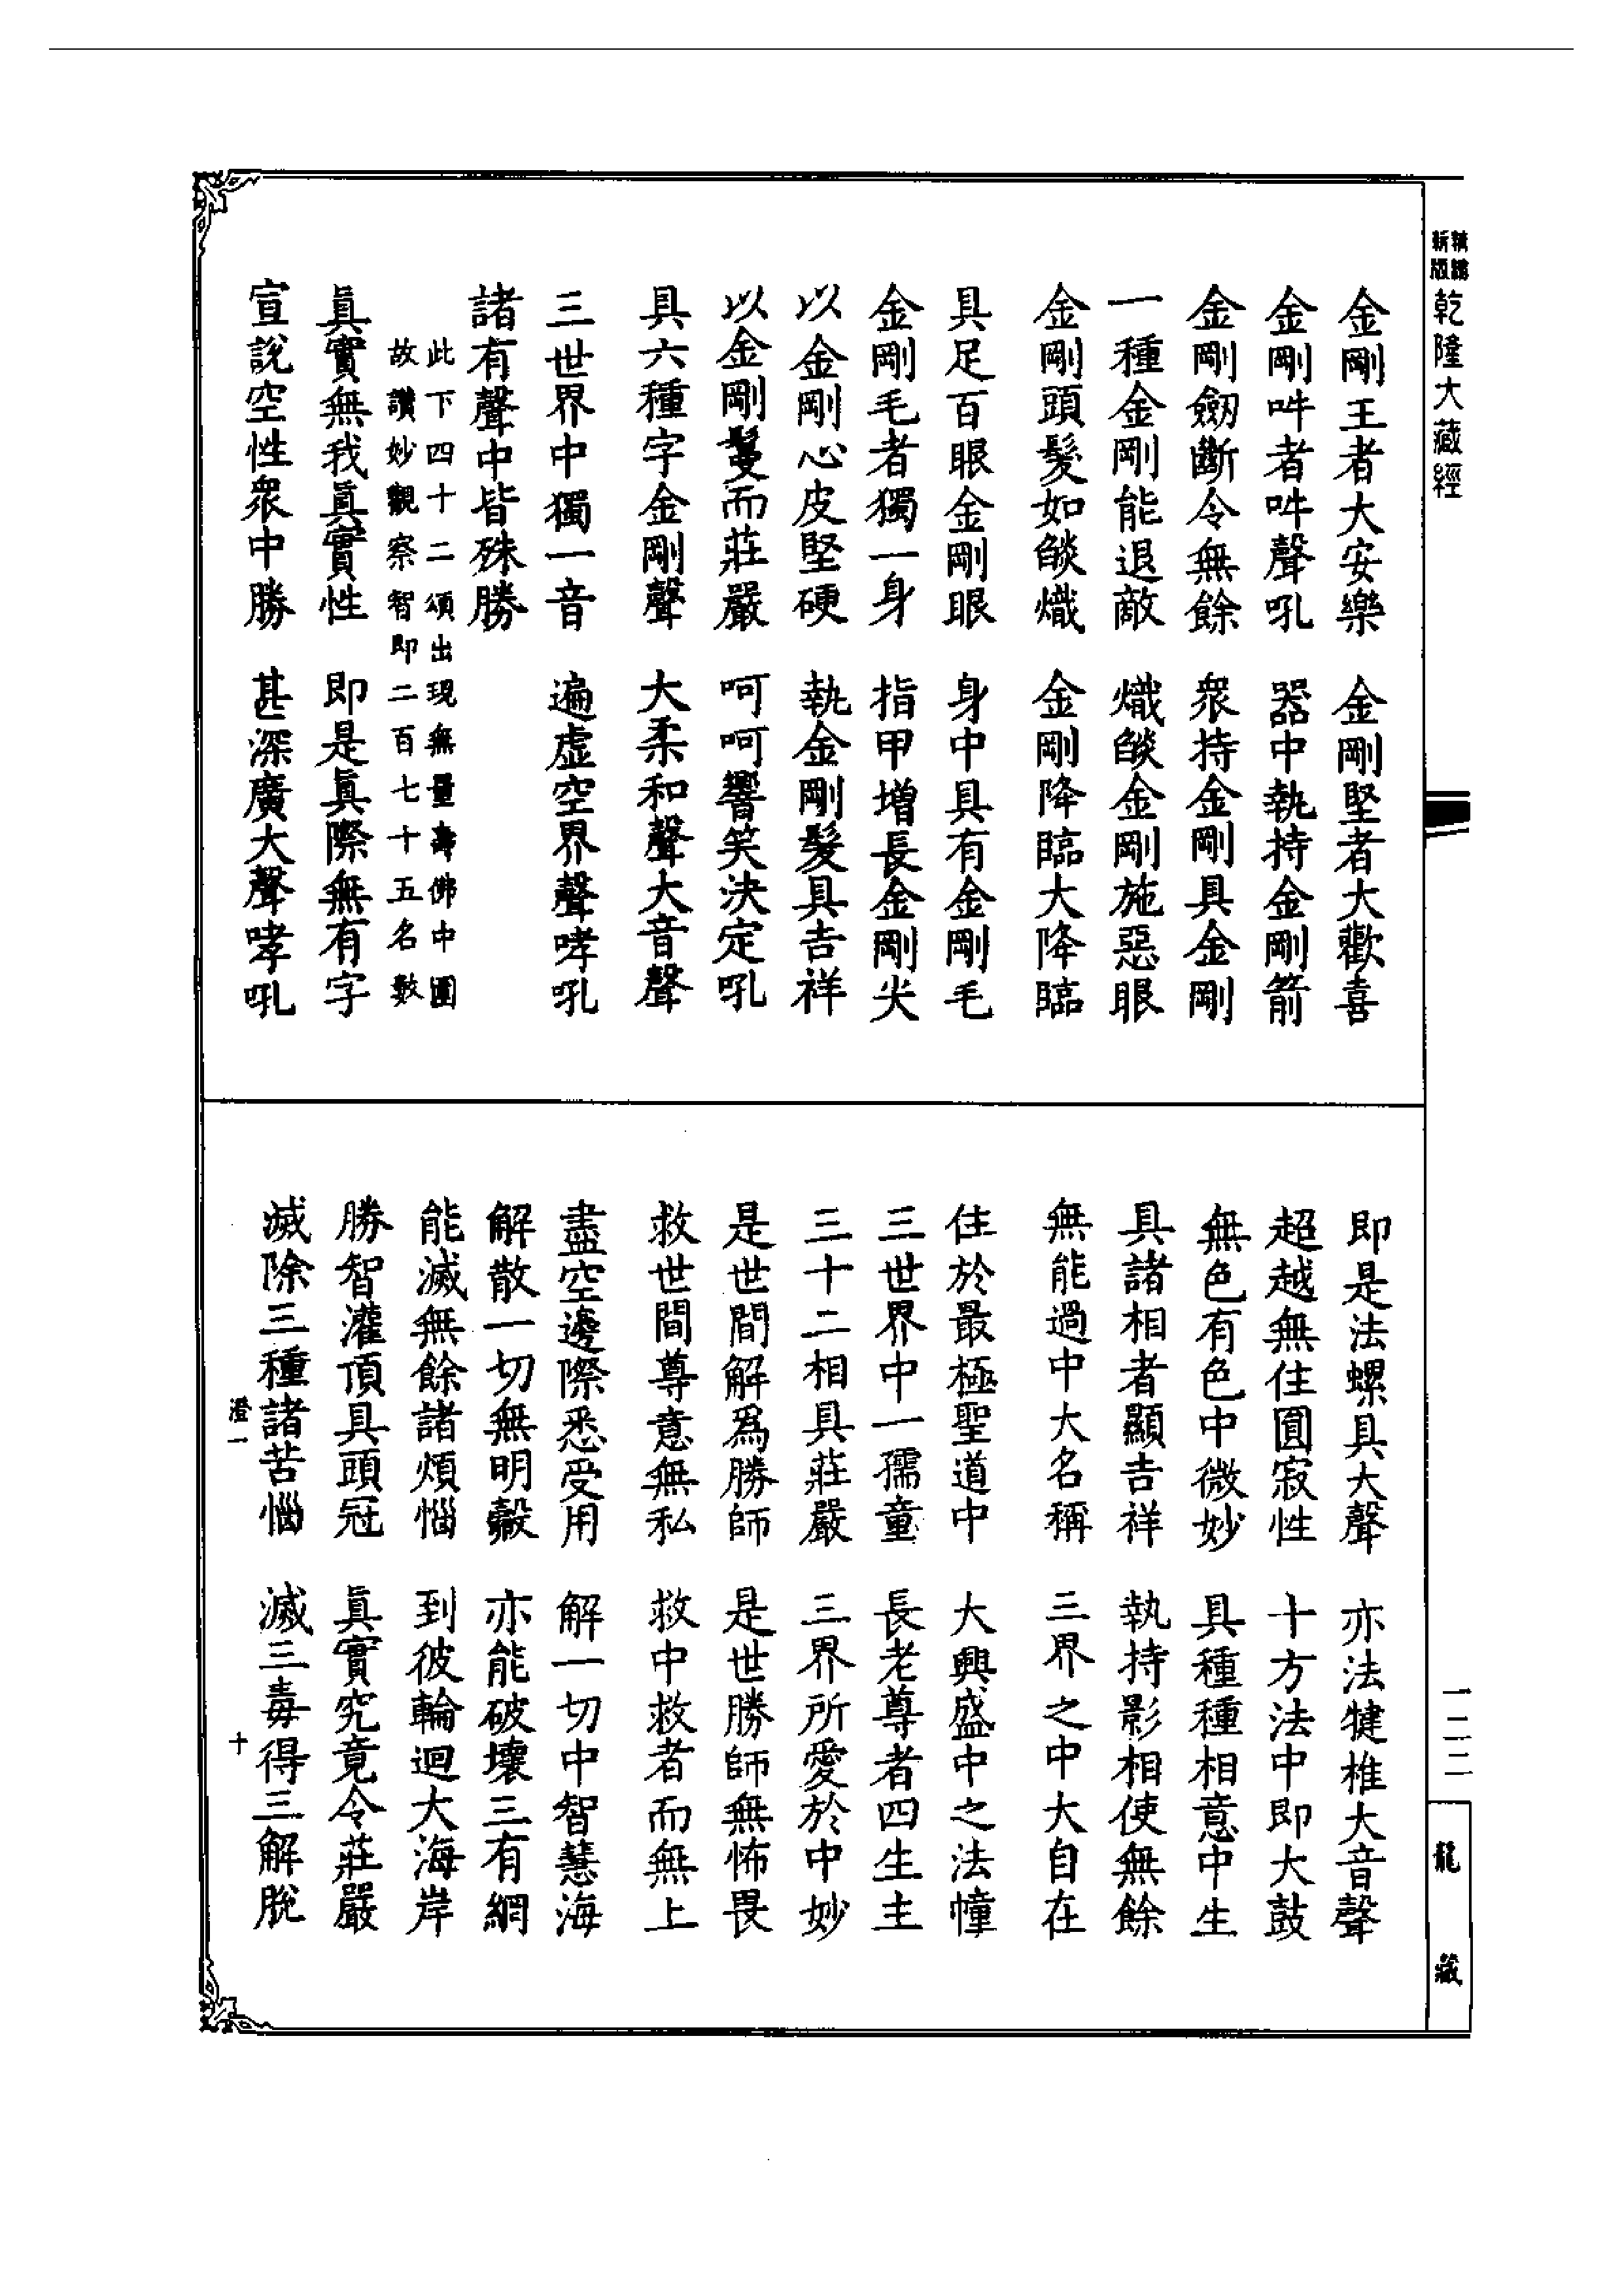 精縮
新版
乾隆大藏經
一二二
龍藏
金剛王者大安樂　金剛堅者大歡喜
金剛吽者吽聲吼　器中執持金剛箭
金剛劒斷令無餘　衆持金剛具金剛
一種金剛能退敵　熾燄金剛施惡眼
金剛頭髮如燄熾　金剛降臨大降臨
具足百眼金剛眼　身中具有金剛毛
金剛毛者獨一身　指甲增長金剛尖
以金剛心皮堅硬　執金剛髮具吉祥
以金剛鬘而莊嚴　呵呵響笑決定吼
具六種字金剛聲　大柔和聲大音聲
三世界中獨一音　遍虛空界聲哮吼
諸有聲中皆殊勝
此下四十二頌出現無量壽佛中圍
故讚妙觀察智即二百七十五名數
眞實無我眞實性　即是眞際無有字
宣說空性衆中勝　甚深廣大聲哮吼
即是法螺具大聲　亦法犍椎大音聲
超越無住圓寂性　十方法中即大鼓
無色有色中微妙　具種種相意中生
具諸相者顯吉祥　執持影相使無餘
無能過中大名稱　三界之中大自在
住於最極聖道中　大興盛中之法幢
三世界中一孺童　長老尊者四生主
三十二相具莊嚴　三界所愛於中妙
是世間解爲勝師　是世勝師無怖畏
救世間尊意無私　救中救者而無上
盡空邊際悉受用　解一切中智慧海
解散一切無明㲉　亦能破壞三有網
能滅無餘諸煩惱　到彼輪迴大海岸
勝智灌頂具頭冠　眞實究竟令莊嚴
滅除三種諸苦惱　滅三毒得三解脫
澄一　十